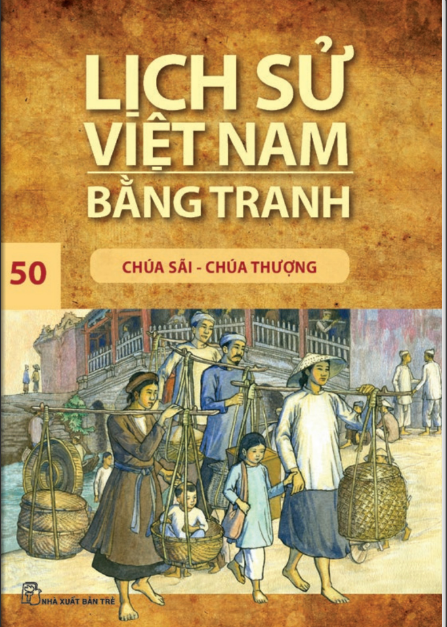 LỊCH SỬ
VIỆT NAM
BẰNG TRANH
50
CHÚA SÃI - CHÚA THƯỢNG
NHÀ XUẤT BẢN TRẺ